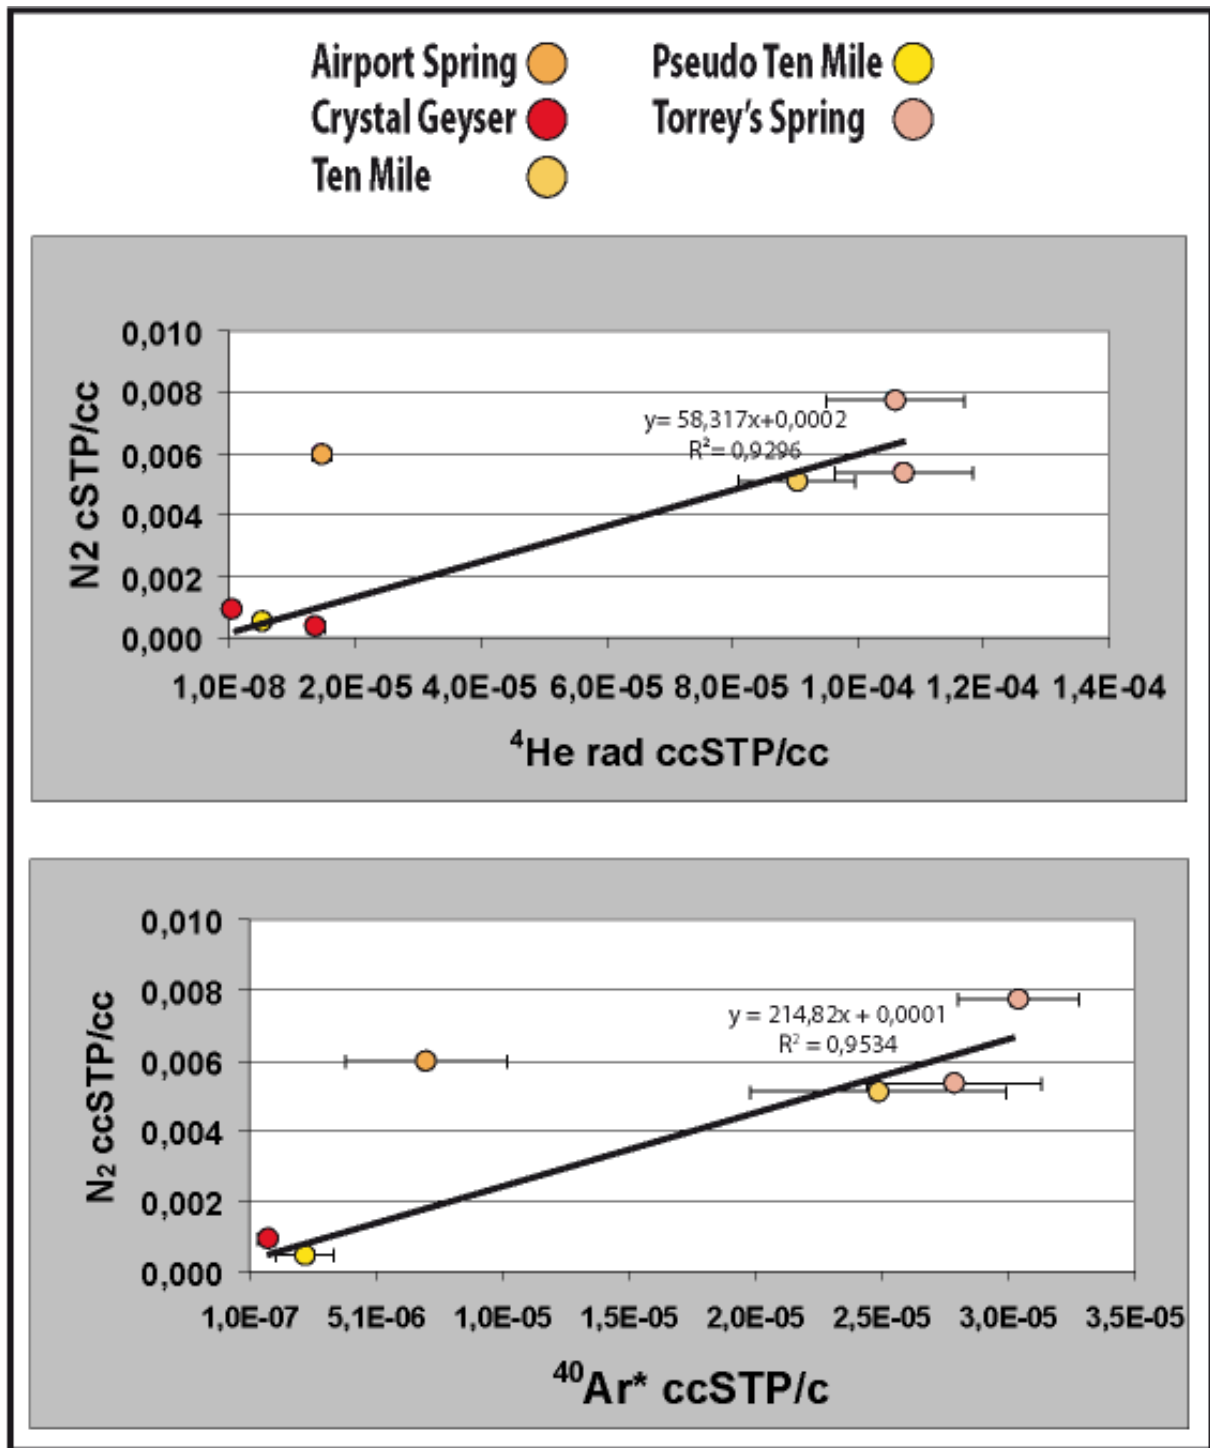 Airport Spring
Pseudo Ten Mile
Crystal Geyser
Torrey's Spring
Ten Mile
0,010
0,008
0,006
0,004
0,002
0,000
N2 cSTP/cc
y= 58,317x+0,0002
R²= 0,9296
1,0E-08 2,0E-05 4,0E-05 6,0E-05 8,0E-05 1,0E-04 1,2E-04 1,4E-04
⁴He rad ccSTP/cc
0,010
0,008
0,006
0,004
0,002
0,000
N₂ ccSTP/cc
y = 214,82x + 0,0001
R² = 0,9534
1,0E-07 5,1E-06 1,0E-05 1,5E-05 2,0E-05 2,5E-05 3,0E-05 3,5E-05
⁴⁰Ar* ccSTP/c